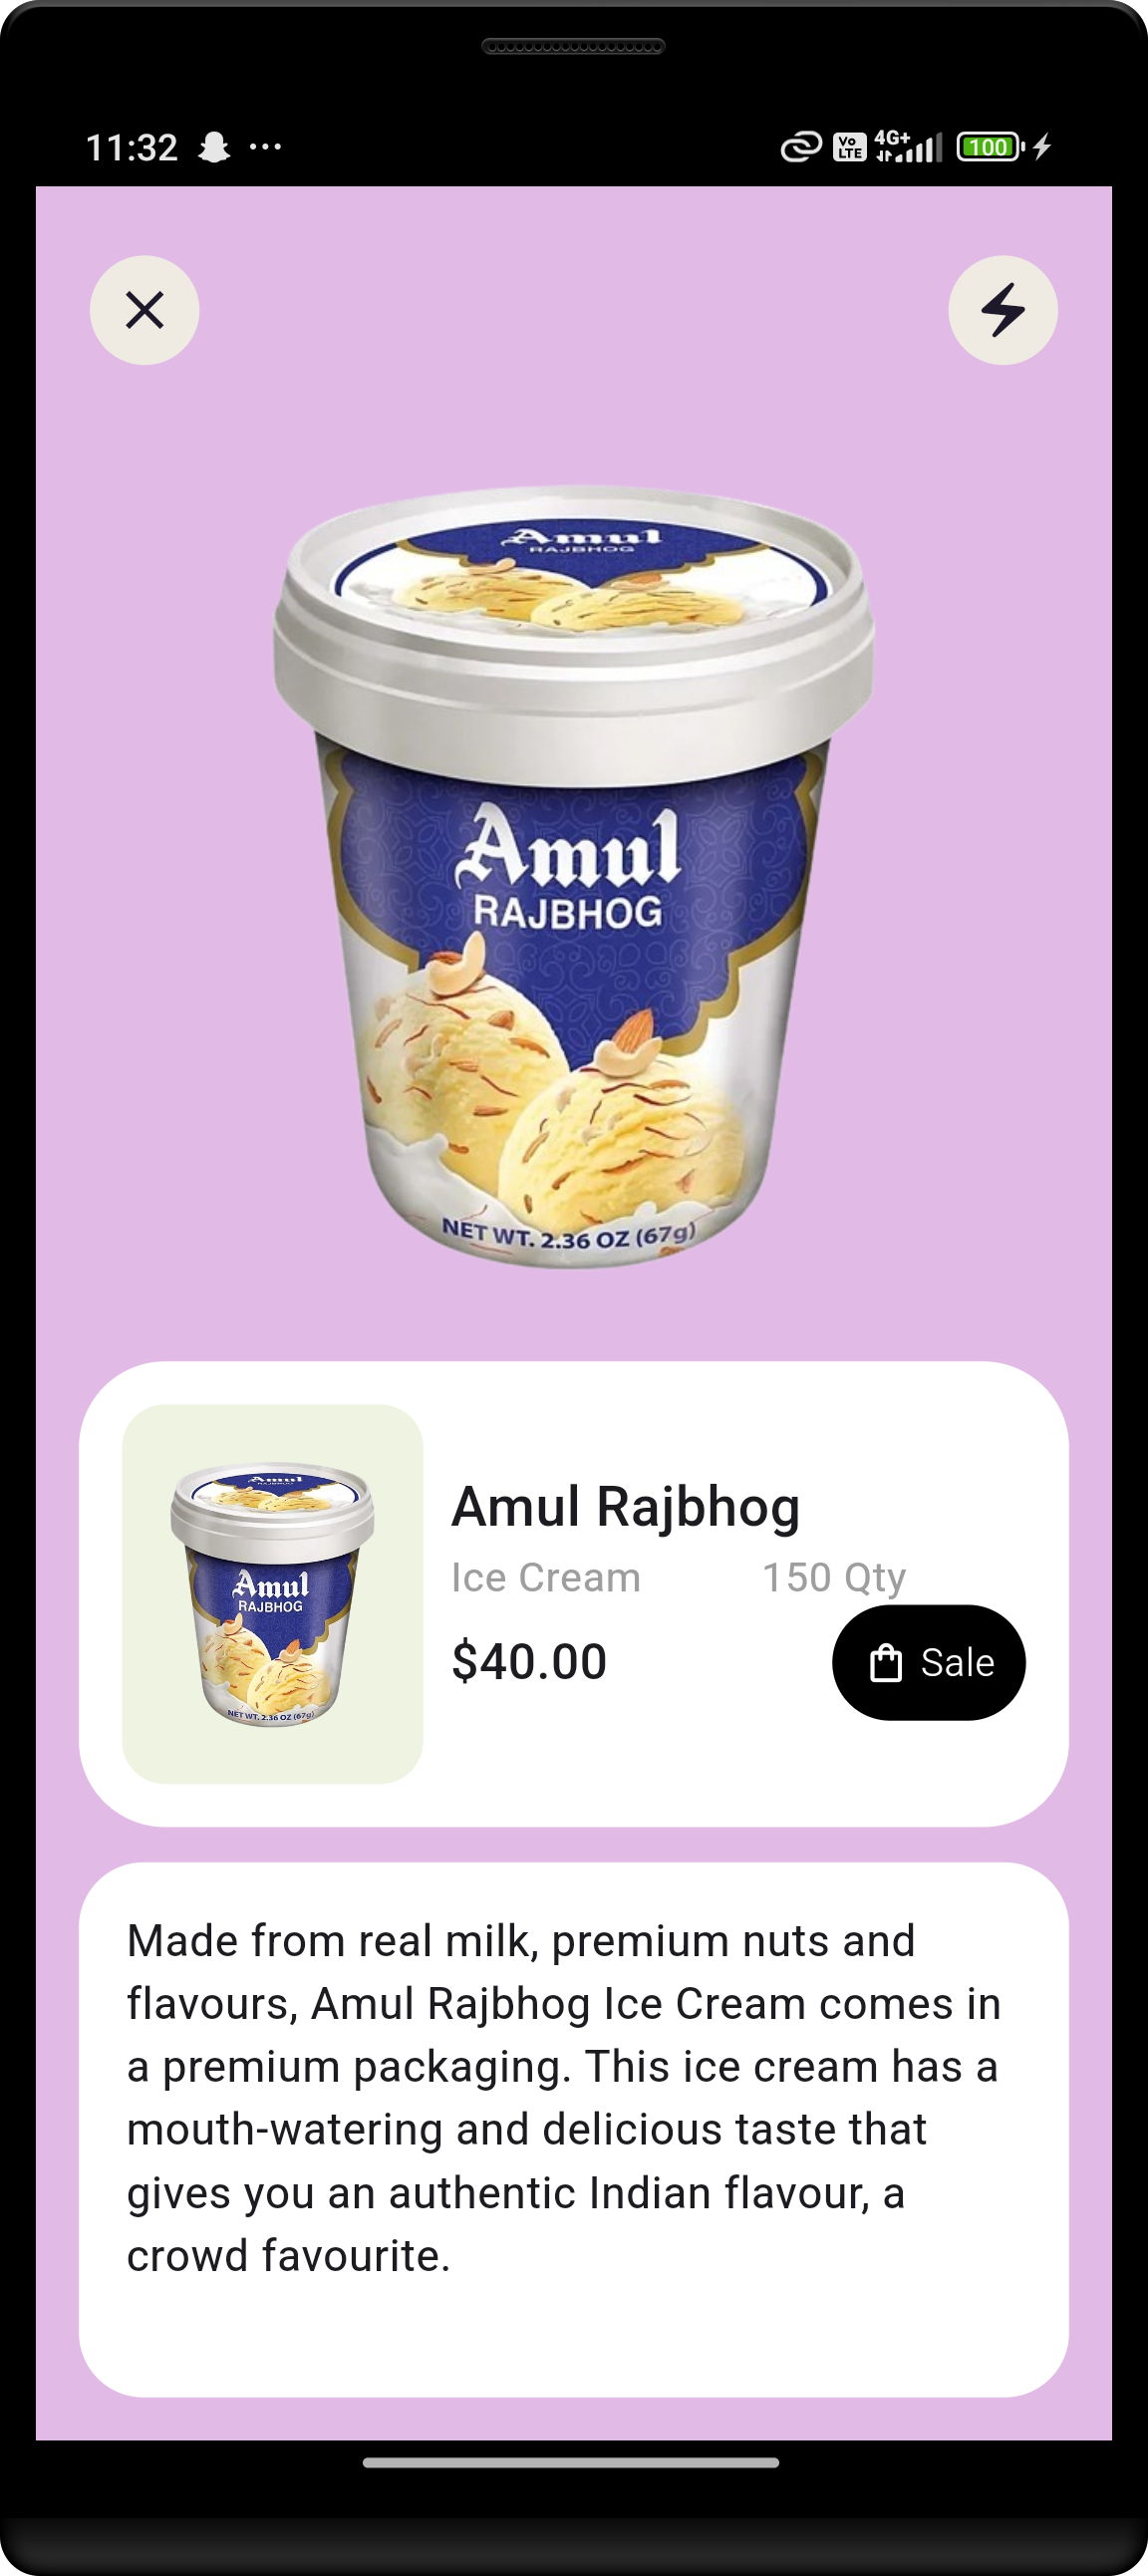 11:32
Vo
LTE
4G+
100
Amul
RAJBHOG
Amul
RAJBHOG
NET WT. 2.36 OZ (67g)
Amul
RAJBHOG
Amul
RAJBHOG
NET WT. 2.36 OZ (67g)
Amul Rajbhog
Ice Cream 150 Qty
$40.00 Sale
Made from real milk, premium nuts and
flavours, Amul Rajbhog Ice Cream comes in
a premium packaging. This ice cream has a
mouth-watering and delicious taste that
gives you an authentic Indian flavour, a
crowd favourite.